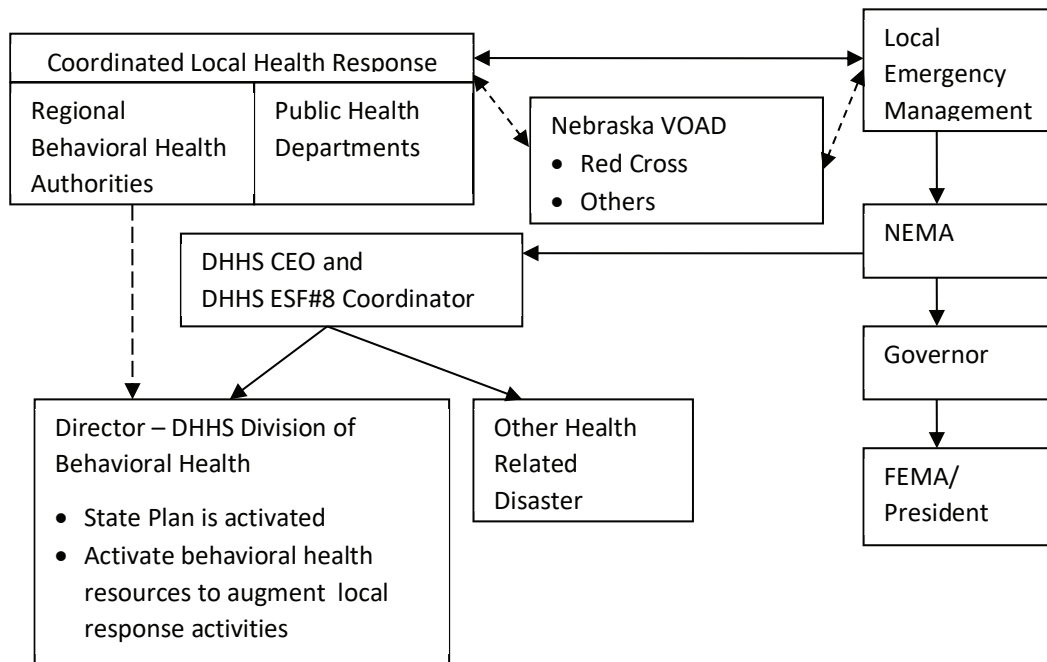 Coordinated Local Health Response
Regional
Behavioral Health
Authorities
Public Health
Departments
Nebraska VOAD
• Red Cross
• Others
Local
Emergency
Management
NEMA
DHHS CEO and
DHHS ESF#8 Coordinator
Governor
Director – DHHS Division of
Behavioral Health
• State Plan is activated
• Activate behavioral health
resources to augment local
response activities
Other Health
Related
Disaster
FEMA/
President